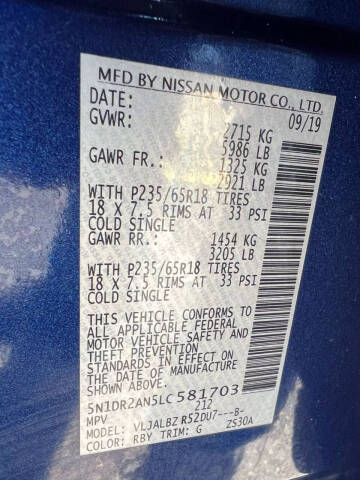 MFD BY NISSAN MOTOR CO., LTD.
DATE: 09/19
GVWR: 2715 KG
5986 LB
GAWR FR.: 1325 KG
2921 LB
WITH P235/65R18 TIRES
18 X 7.5 RIMS AT 33 PSI
COLD SINGLE
GAWR RR.: 1454 KG
3205 LB
WITH P235/65R18 TIRES
18 X 7.5 RIMS AT 33 PSI
COLD SINGLE
THIS VEHICLE CONFORMS TO
ALL APPLICABLE FEDERAL
MOTOR VEHICLE SAFETY AND
THEFT PREVENTION
STANDARDS IN EFFECT ON
THE DATE OF MANUFACTURE
SHOWN ABOVE.
5N1DR2AN5LC581703
MPV 212
MODEL: VLJALBZ R52DU7---B-
COLOR: RBY TRIM: G ZS30A